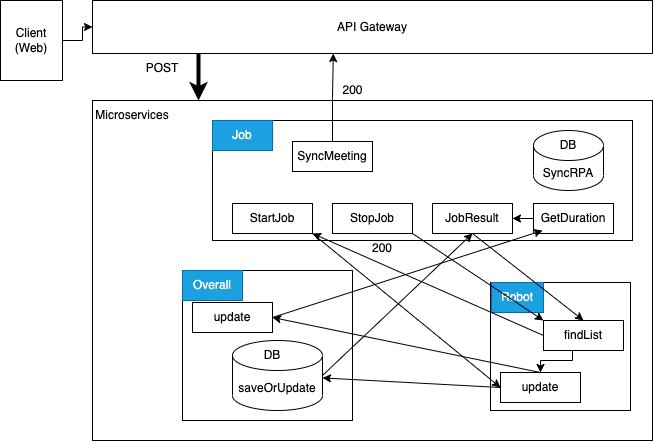 Client
(Web)
API Gateway
POST
200
Microservices
Job
SyncMeeting
DB
SyncRPA
StartJob
StopJob
JobResult
GetDuration
200
Overall
update
DB
saveOrUpdate
Robot
findList
update